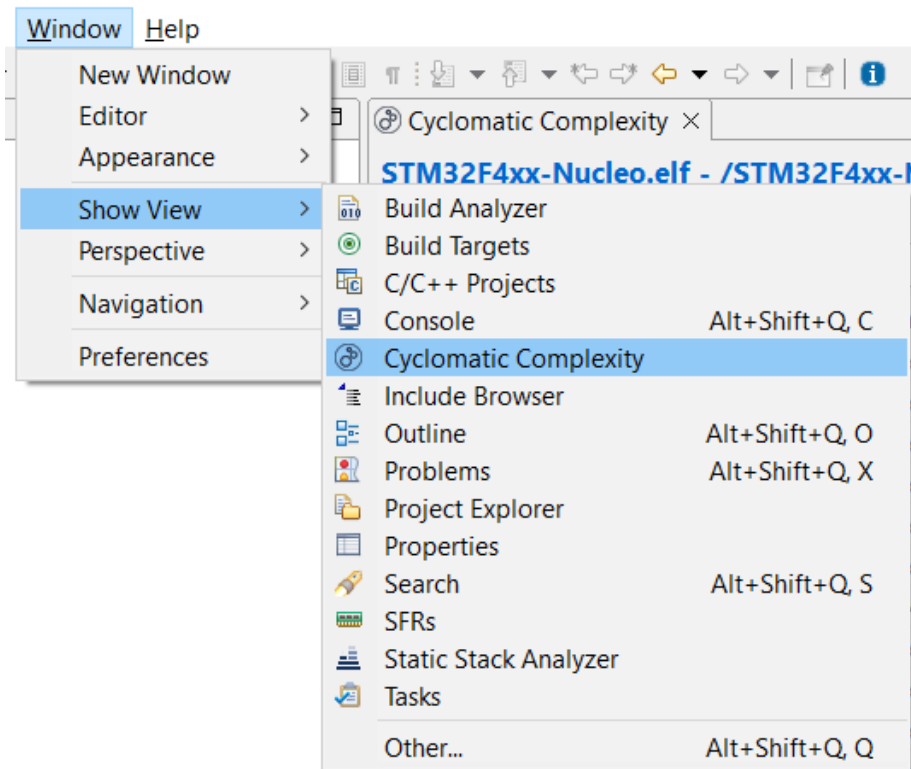 Window Help
New Window
Editor
Appearance
Show View
Perspective
Navigation
Preferences
Cyclomatic Complexity
STM32F4xx-Nucleo.elf - /STM32F4xx-
Build Analyzer
Build Targets
C/C++ Projects
Console Alt+Shift+Q, C
Cyclomatic Complexity
Include Browser
Outline Alt+Shift+Q, O
Problems Alt+Shift+Q, X
Project Explorer
Properties
Search Alt+Shift+Q, S
SFRs
Static Stack Analyzer
Tasks
Other... Alt+Shift+Q, Q